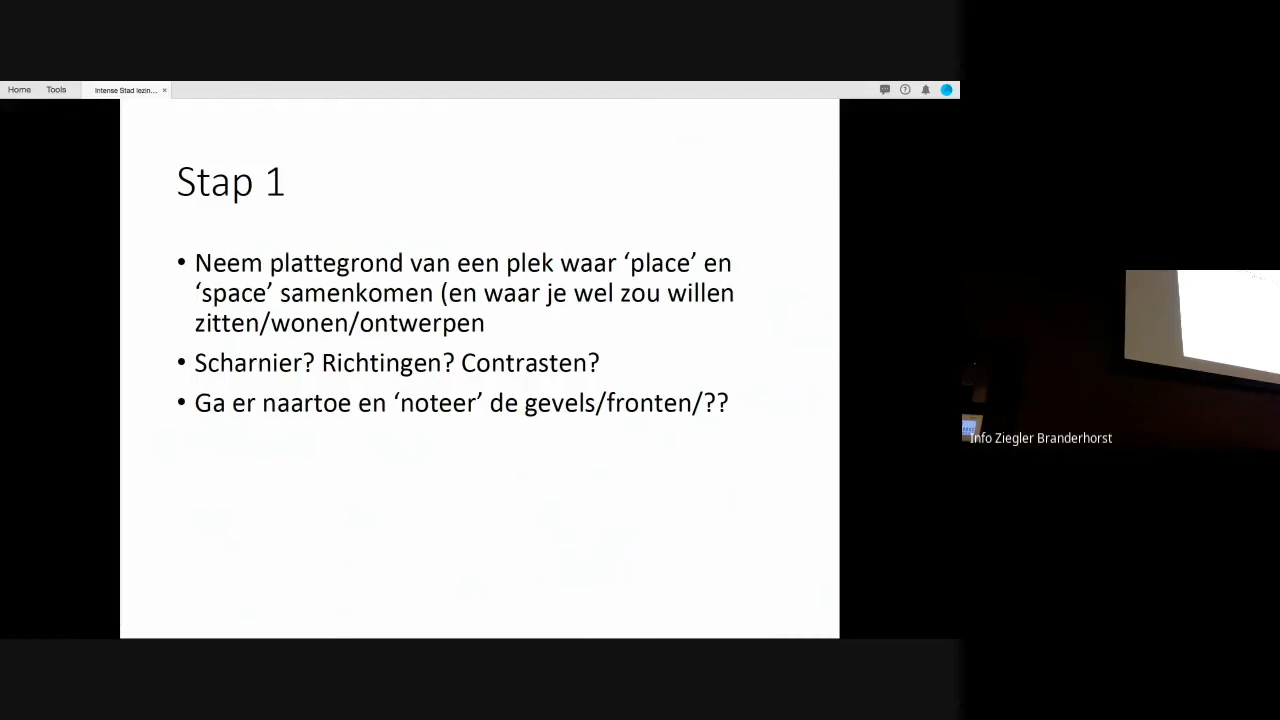 Home Tools Intense Stad lezin... ×
Stap 1
• Neem plattegrond van een plek waar ‘place’ en
‘space’ samenkomen (en waar je wel zou willen
zitten/wonen/ontwerpen
• Scharnier? Richtingen? Contrasten?
• Ga er naartoe en ‘noteer’ de gevels/fronten/??
Info Ziegler Branderhorst